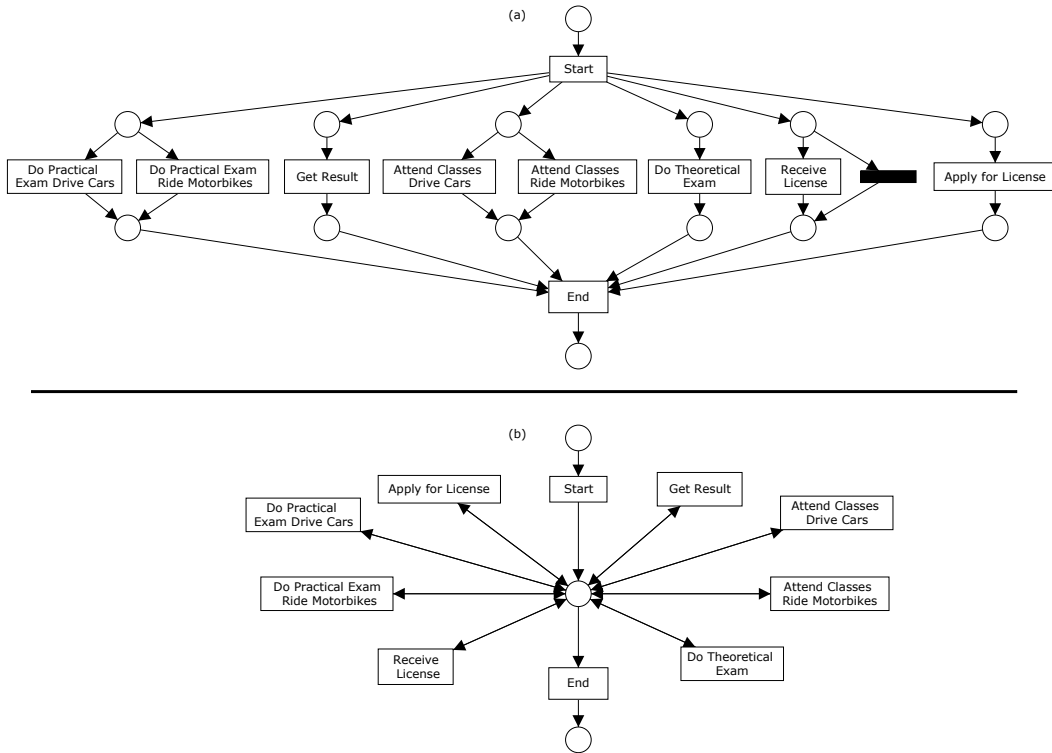 (a)
Start
Do Practical
Exam Drive Cars
Do Practical Exam
Ride Motorbikes
Get Result
Attend Classes
Drive Cars
Attend Classes
Ride Motorbikes
Do Theoretical
Exam
Receive
License
Apply for License
End
(b)
Apply for License
Start
Get Result
Do Practical
Exam Drive Cars
Attend Classes
Drive Cars
Do Practical Exam
Ride Motorbikes
Attend Classes
Ride Motorbikes
Receive
License
Do Theoretical
Exam
End